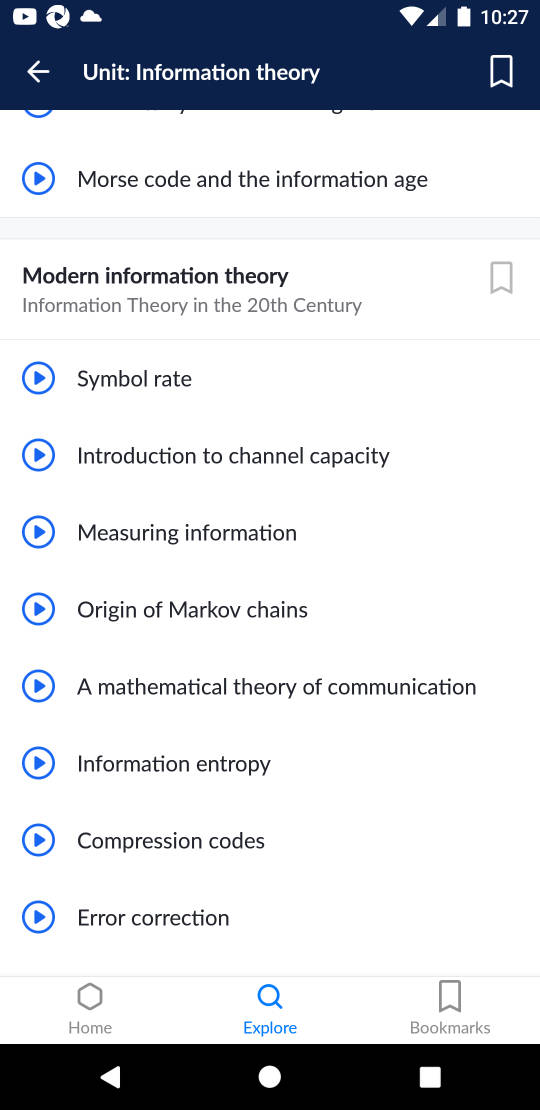 10:27
Unit: Information theory
Morse code and the information age
Modern information theory
Information Theory in the 20th Century
Symbol rate
Introduction to channel capacity
Measuring information
Origin of Markov chains
A mathematical theory of communication
Information entropy
Compression codes
Error correction
Home
Explore
Bookmarks